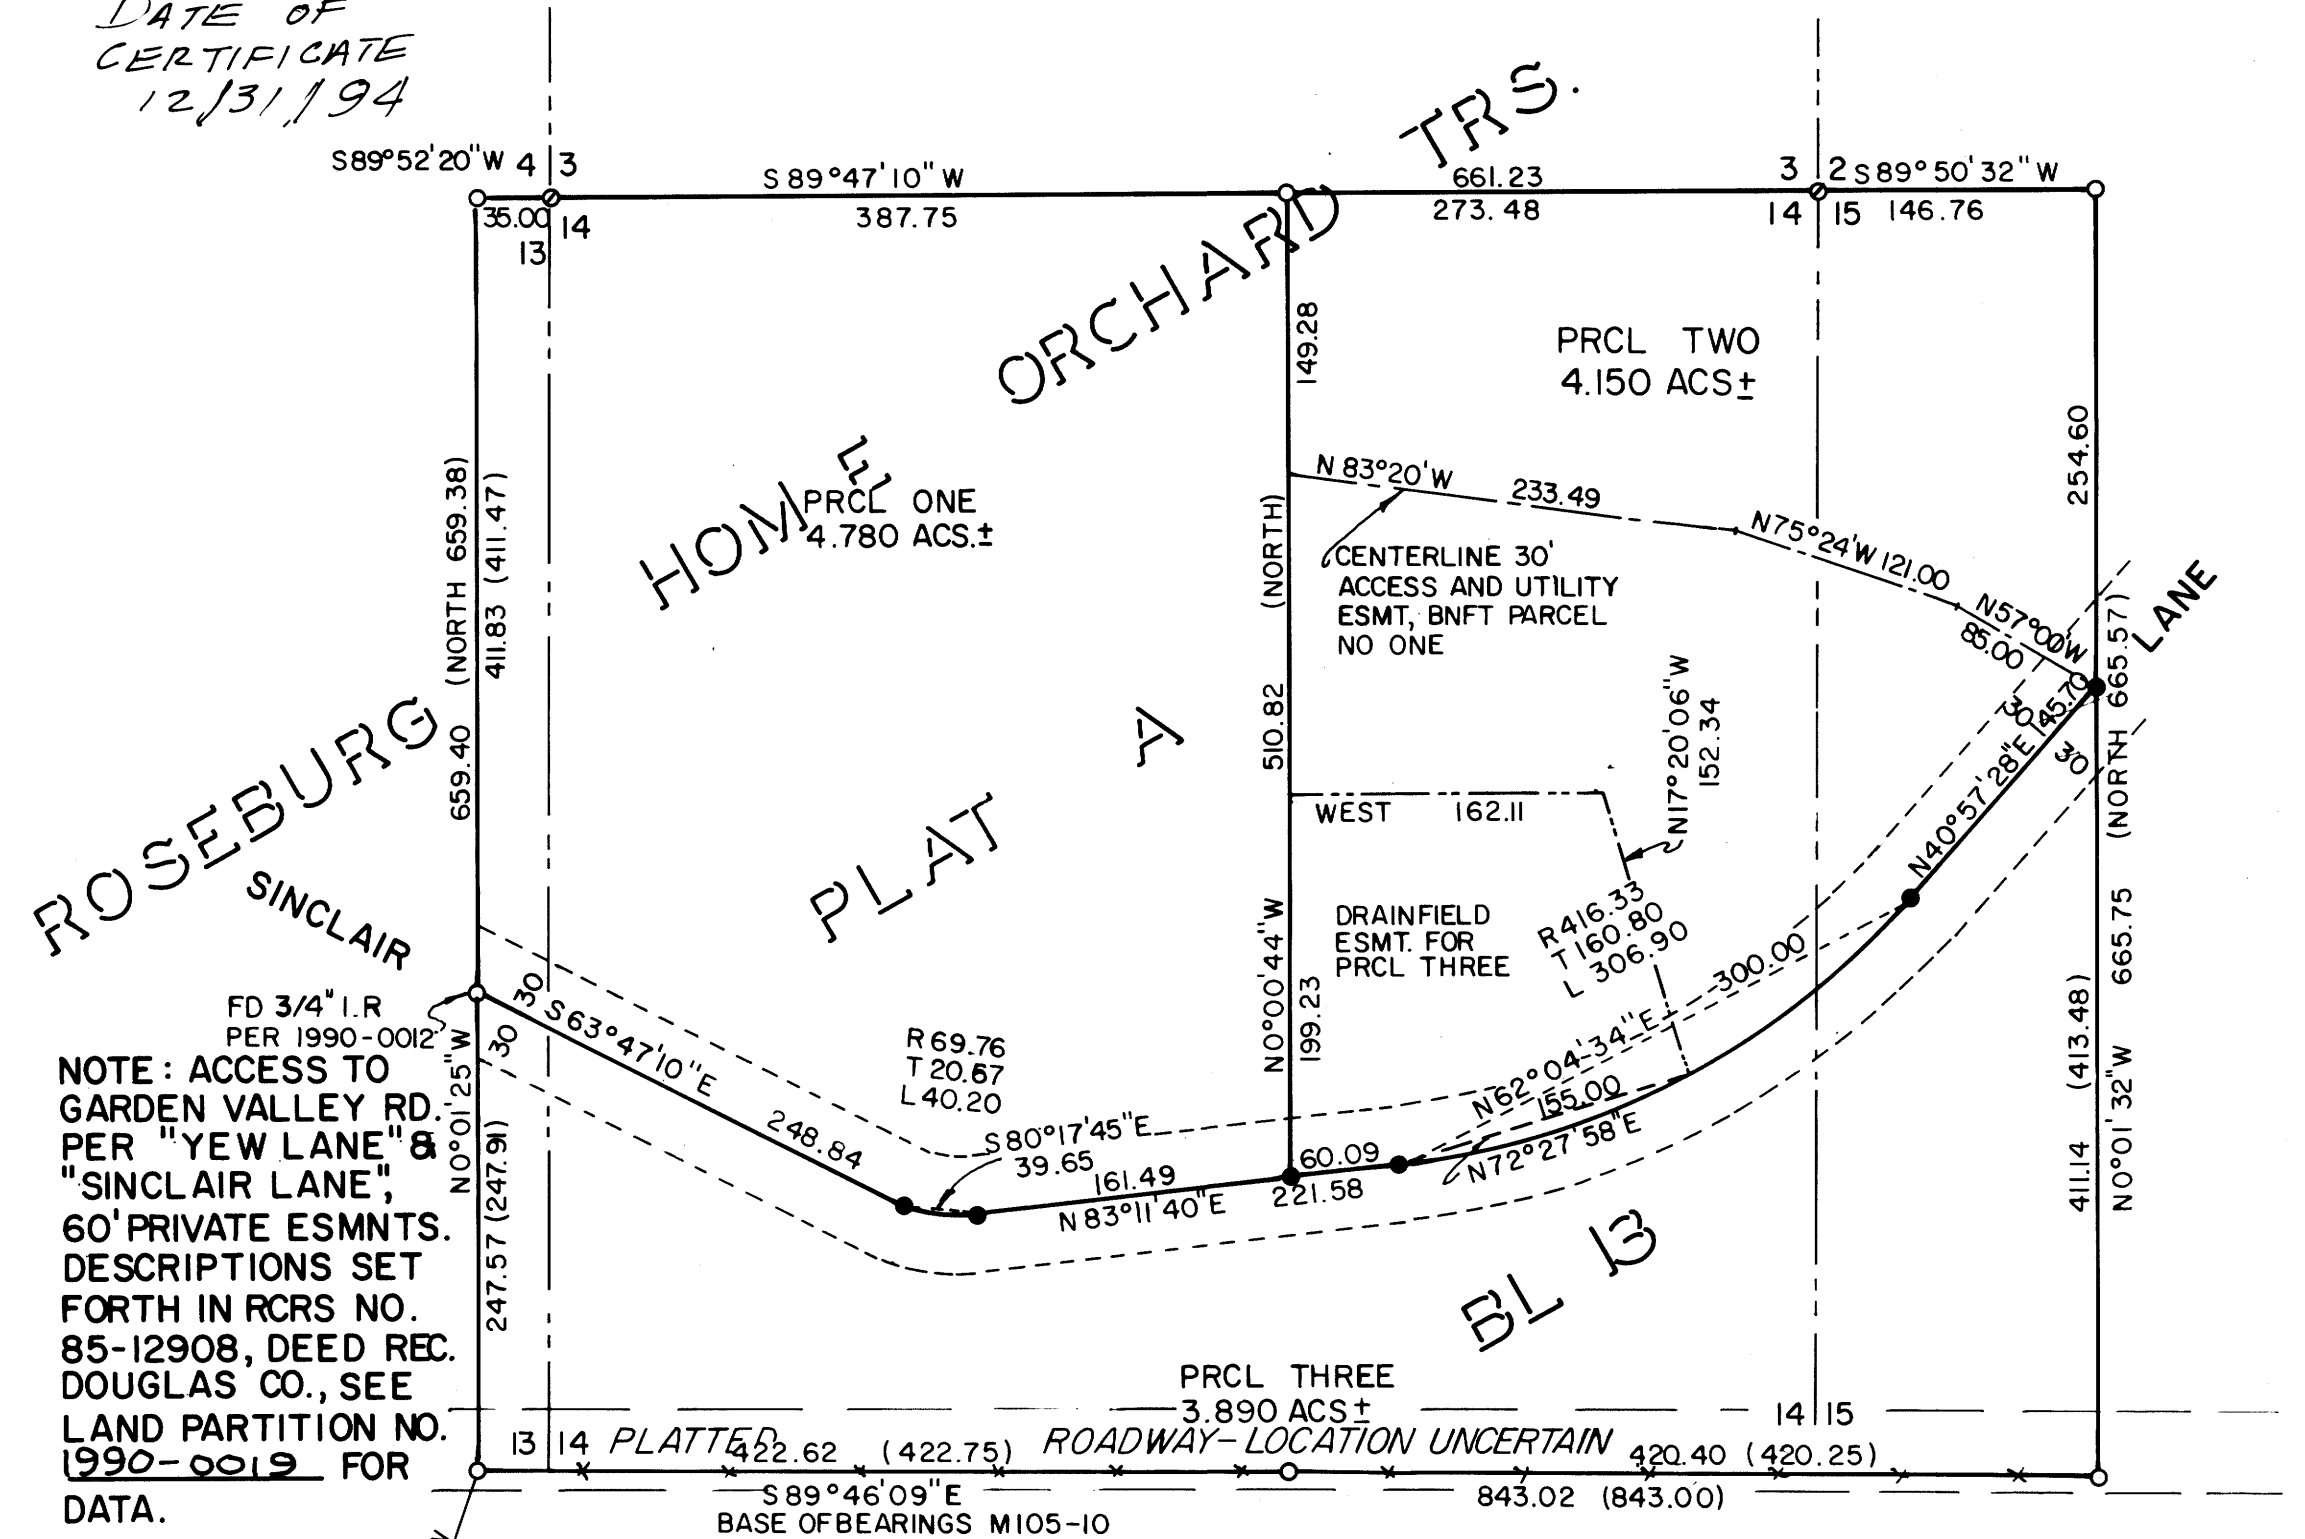 DATE OF
CERTIFICATE
12/31/94
S89°52'20"W
4
3
S89°47'10"W
661.23
3
2
S89°50'32"W
35.00
14
13
387.75
273.48
14
15
146.76
ROSEBURG
HOME
ORCHARD
TRS.
PLAT
A
BL 13
PRCL ONE
4.780 ACS.±
PRCL TWO
4.150 ACS±
149.28
254.60
N 83°20'W
233.49
N75°24'W 121.00
N57°00'W
85.00
CENTERLINE 30'
ACCESS AND UTILITY
ESMT, BNFT PARCEL
NO ONE
LANE
(NORTH 659.38)
659.40
411.83 (411.47)
(NORTH)
510.82
N0°00'44"W
199.23
(NORTH 665.57)
665.75
N0°01'32"W
411.14 (413.48)
30
145.70
N40°57'28"E
30
N17°20'06"W
152.34
WEST 162.11
DRAINFIELD
ESMT. FOR
PRCL THREE
R416.33
T 160.80
L 306.90
300.00
N62°04'34"E
155.00
N72°27'58"E
SINCLAIR
FD 3/4" I.R
PER 1990-0012
30
30
S63°47'10"E
248.84
R69.76
T 20.67
L40.20
S80°17'45"E
39.65
161.49
60.09
N83°11'40"E
221.58
N0°01'25"W
247.57 (247.91)
NOTE: ACCESS TO
GARDEN VALLEY RD.
PER "YEW LANE" &
"SINCLAIR LANE",
60' PRIVATE ESMNTS.
DESCRIPTIONS SET
FORTH IN RCRS NO.
85-12908, DEED REC.
DOUGLAS CO., SEE
LAND PARTITION NO.
1990-0019 FOR
DATA.
PRCL THREE
3.890 ACS±
14
15
13
14
PLATTED
ROADWAY-LOCATION UNCERTAIN
422.62 (422.75)
420.40 (420.25)
S89°46'09"E
843.02 (843.00)
BASE OF BEARINGS M105-10